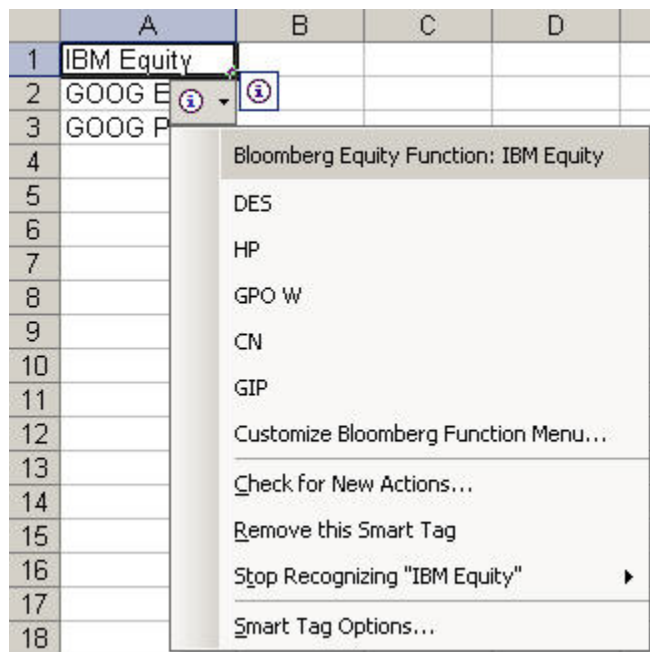 A B C D
1 IBM Equity
2 GOOG E
3 GOOG P
4 Bloomberg Equity Function: IBM Equity
5 DES
6
7 HP
8 GPO W
9 CN
10
11 GIP
12 Customize Bloomberg Function Menu...
13 Check for New Actions...
14
15 Remove this Smart Tag
16 Stop Recognizing "IBM Equity"
17
18 Smart Tag Options...